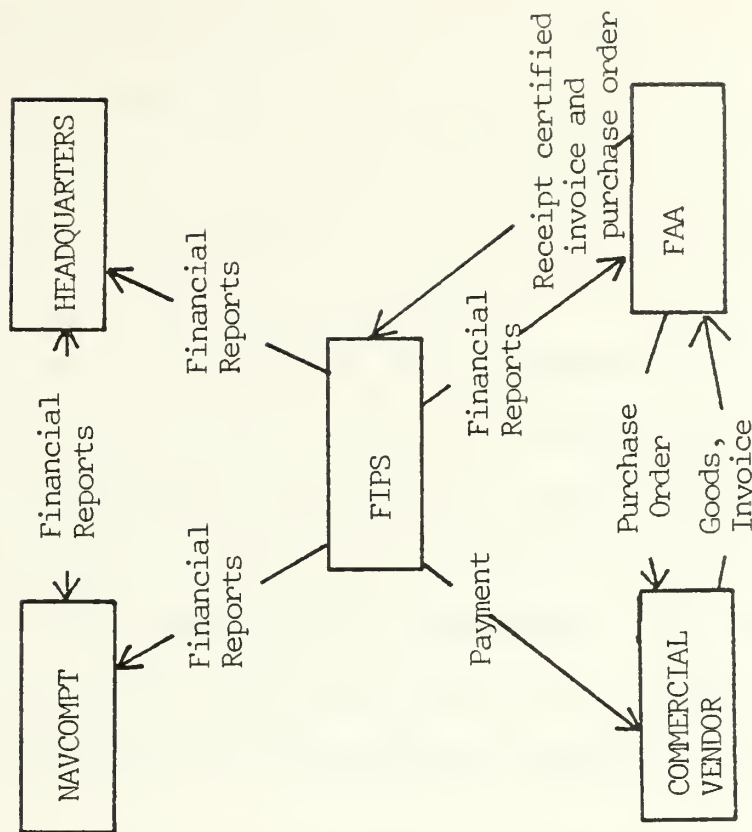 NAVCOMPT
Financial
Reports
HEADQUARTERS
Financial
Reports
Financial
Reports
FIPS
Payment
Financial
Reports
Receipt certified
invoice and
purchase order
COMMERCIAL
VENDOR
Purchase
Order
Goods,
Invoice
FAA